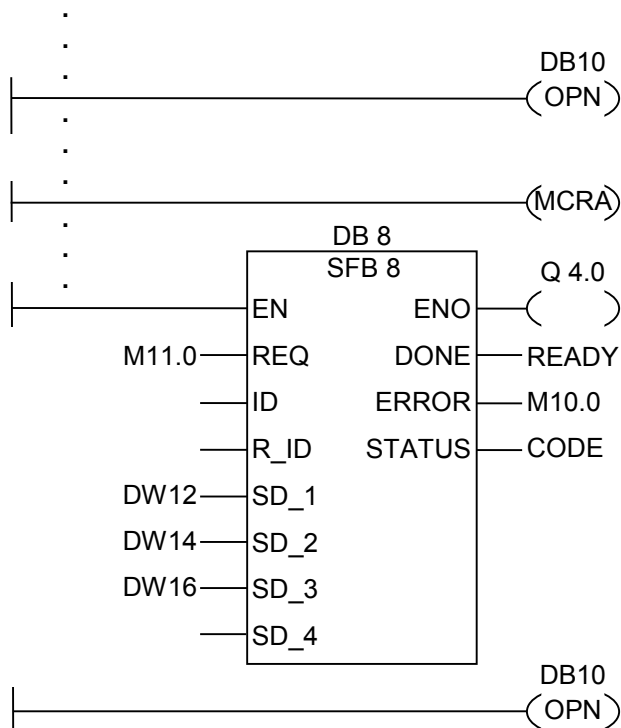 DB10
OPN
MCRA
DB 8
SFB 8
Q 4.0
EN ENO
M11.0 REQ DONE READY
ID ERROR M10.0
R_ID STATUS CODE
DW12 SD_1
DW14 SD_2
DW16 SD_3
SD_4
DB10
OPN